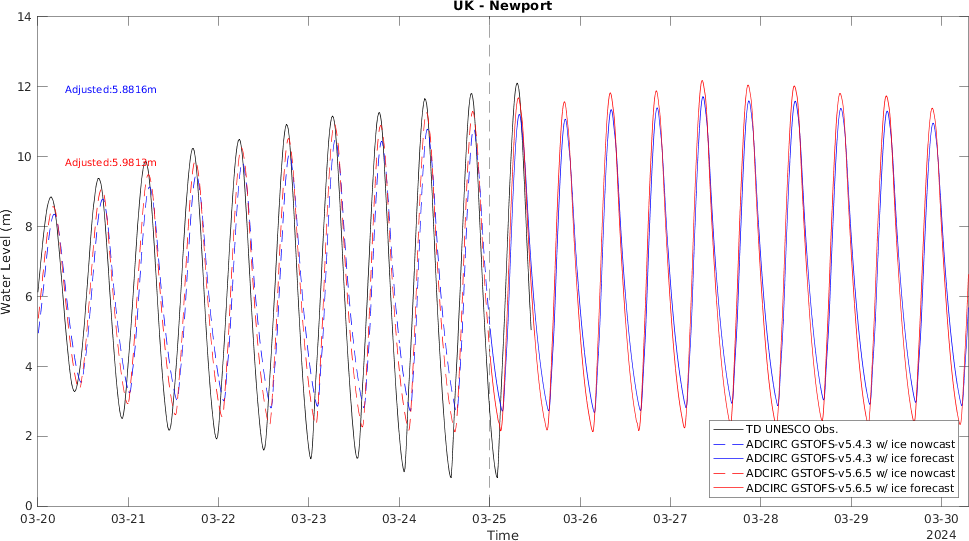 UK - Newport
14
12
10
8
6
4
2
0
Water Level (m)
Adjusted:5.8816m
Adjusted:5.9813m
TD UNESCO Obs.
ADCIRC GSTOFS-v5.4.3 w/ ice nowcast
ADCIRC GSTOFS-v5.4.3 w/ ice forecast
ADCIRC GSTOFS-v5.6.5 w/ ice nowcast
ADCIRC GSTOFS-v5.6.5 w/ ice forecast
03-20 03-21 03-22 03-23 03-24 03-25 03-26 03-27 03-28 03-29 03-30
Time
2024